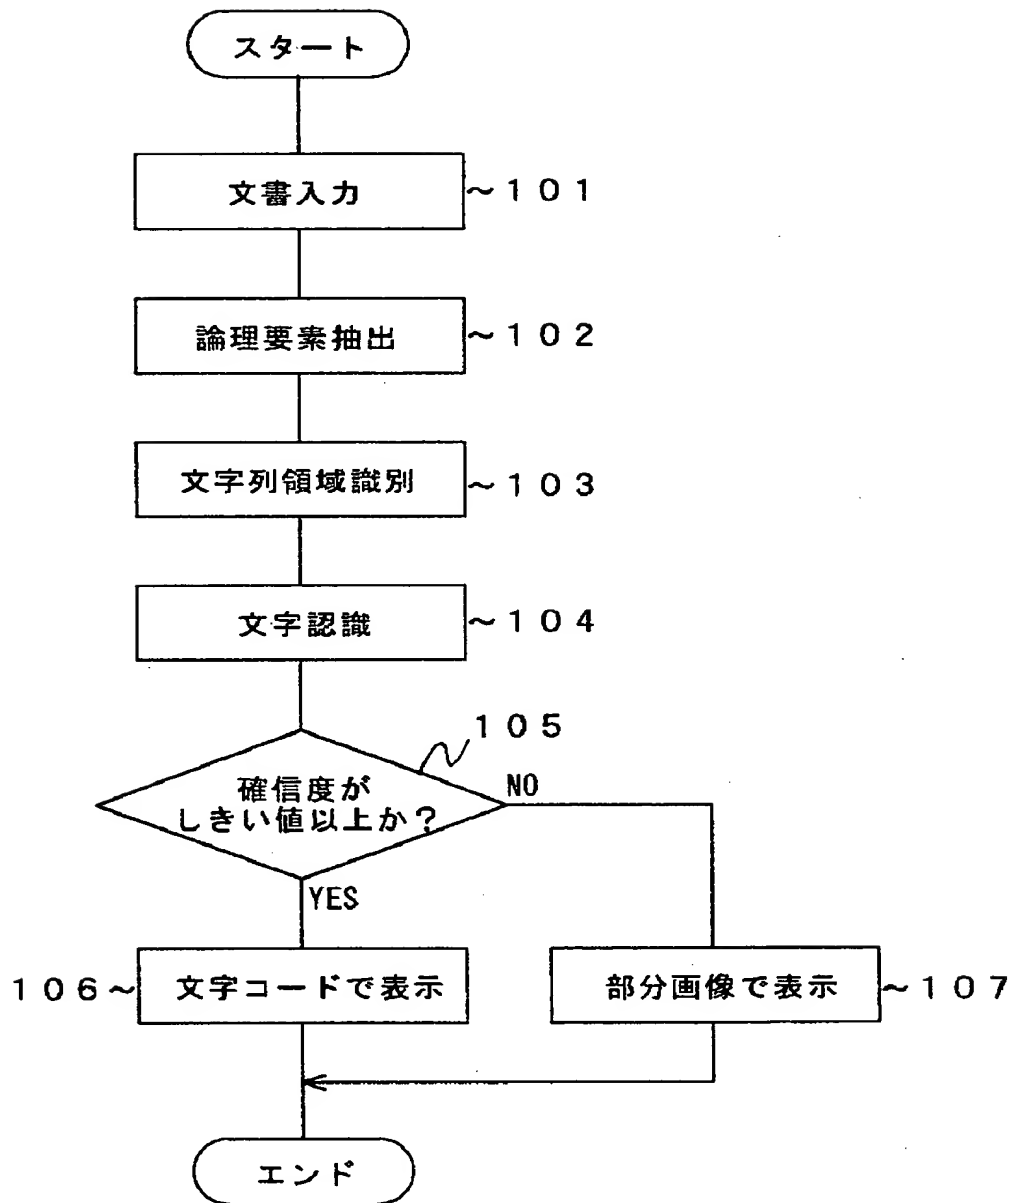 スタート
文書入力
～101
論理要素抽出
～102
文字列領域識別
～103
文字認識
～104
105
確信度が
しきい値以上か？
NO
YES
106～
文字コードで表示
部分画像で表示
～107
エンド